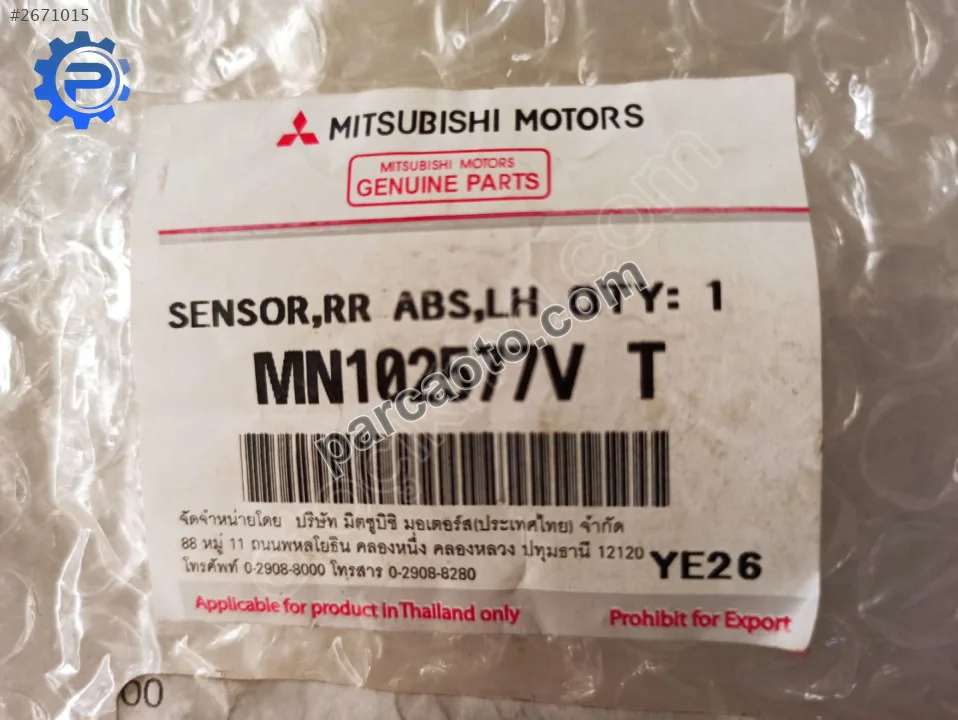 #2671015
MITSUBISHI MOTORS
MITSUBISHI MOTORS
GENUINE PARTS
SENSOR,RR ABS,LH QTY: 1
MN102577V T
parcaoto.com
จัดจำหน่ายโดย บริษัท มิตซูบิชิ มอเตอร์ส(ประเทศไทย) จำกัด
88 หมู่ 11 ถนนพหลโยธิน คลองหนึ่ง คลองหลวง ปทุมธานี 12120
YE26
โทรศัพท์ 0-2908-8000 โทรสาร 0-2908-8280
Applicable for product in Thailand only
Prohibit for Export
00